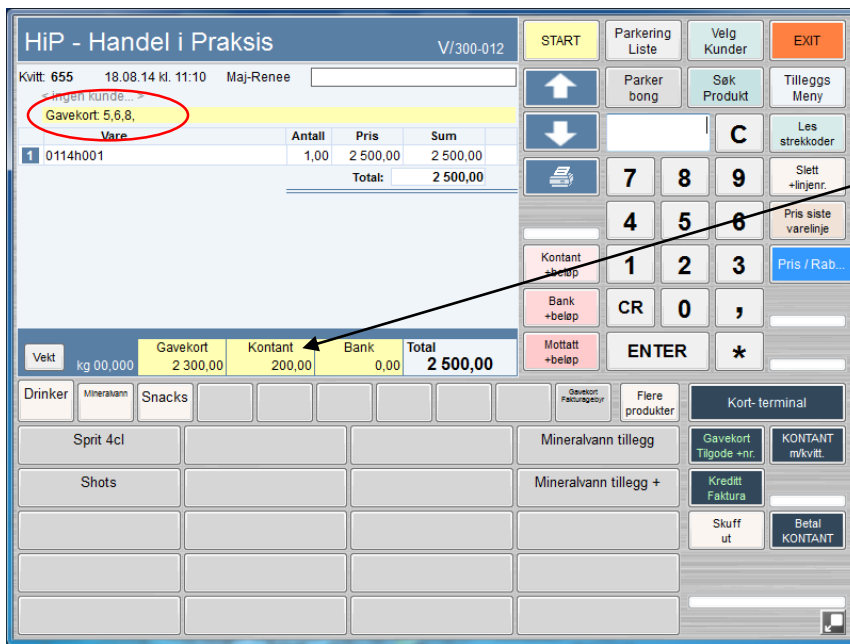 HiP - Handel i Praksis
V/300-012
Kvitt: 655 18.08.14 kl. 11:10 Maj-Renee
< ingen kunde... >
Gavekort: 5,6,8,
Vare Antall Pris Sum
1 0114h001 1,00 2 500,00 2 500,00
Total: 2 500,00
Vekt
kg 00,000
Gavekort
2 300,00
Kontant
200,00
Bank
0,00
Total
2 500,00
START
Parkering
Liste
Velg
Kunder
EXIT
Parker
bong
Søk
Produkt
Tilleggs
Meny
C
Les
strekkoder
7 8 9
Slett
+linjenr.
4 5 6
Pris siste
varelinje
Kontant
+beløp
1 2 3
Pris / Rab...
Bank
+beløp
CR 0 ,
Mottatt
+beløp
ENTER *
Drinker
Mineralvann
Snacks
Gavekort
Fakturagebyr
Flere
produkter
Kort- terminal
Sprit 4cl
Mineralvann tillegg
Gavekort
Tilgode +nr.
KONTANT
m/kvitt.
Shots
Mineralvann tillegg +
Kreditt
Faktura
Skuff
ut
Betal
KONTANT